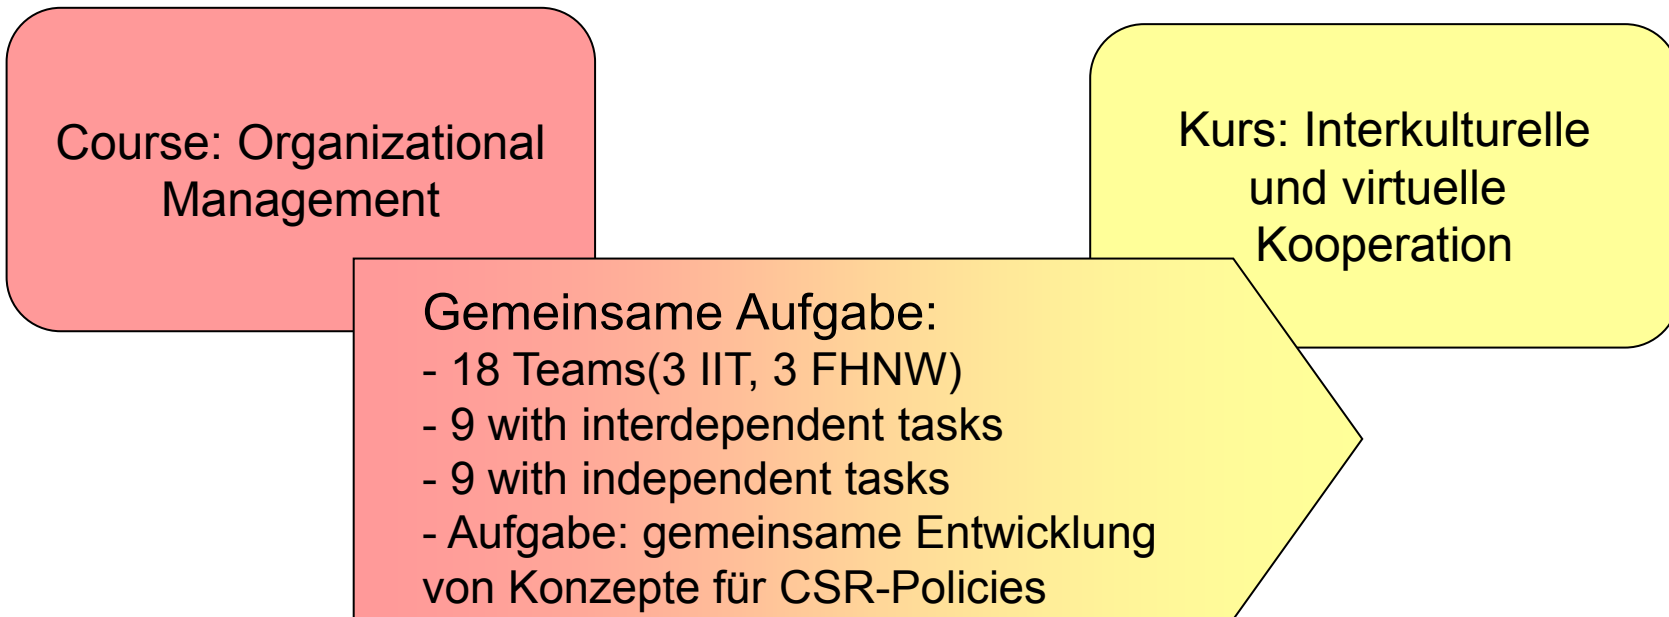 Course: Organizational
Management
Kurs: Interkulturelle
und virtuelle
Kooperation
Gemeinsame Aufgabe:
- 18 Teams(3 IIT, 3 FHNW)
- 9 with interdependent tasks
- 9 with independent tasks
- Aufgabe: gemeinsame Entwicklung
von Konzepte für CSR-Policies